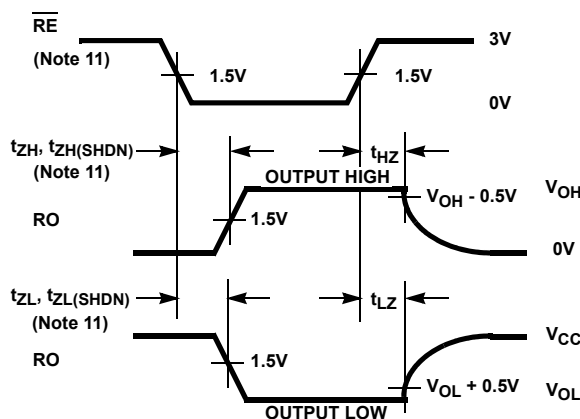 RE
3V
(Note 11)
1.5V
1.5V
0V
tZH, tZH(SHDN)
tHZ
(Note 11)
OUTPUT HIGH
VOH - 0.5V
VOH
RO
1.5V
0V
tZL, tZL(SHDN)
tLZ
(Note 11)
VCC
RO
1.5V
VOL + 0.5V
VOL
OUTPUT LOW